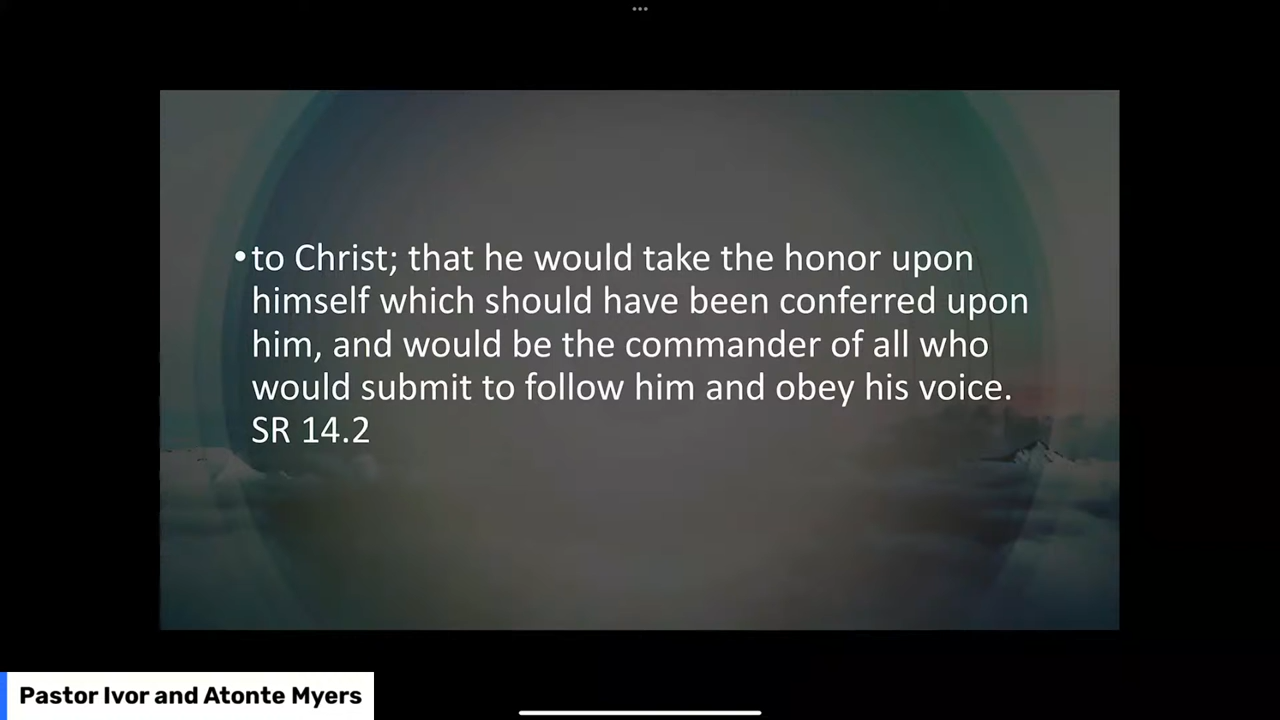 •to Christ; that he would take the honor upon
himself which should have been conferred upon
him, and would be the commander of all who
would submit to follow him and obey his voice.
SR 14.2
Pastor Ivor and Atonte Myers